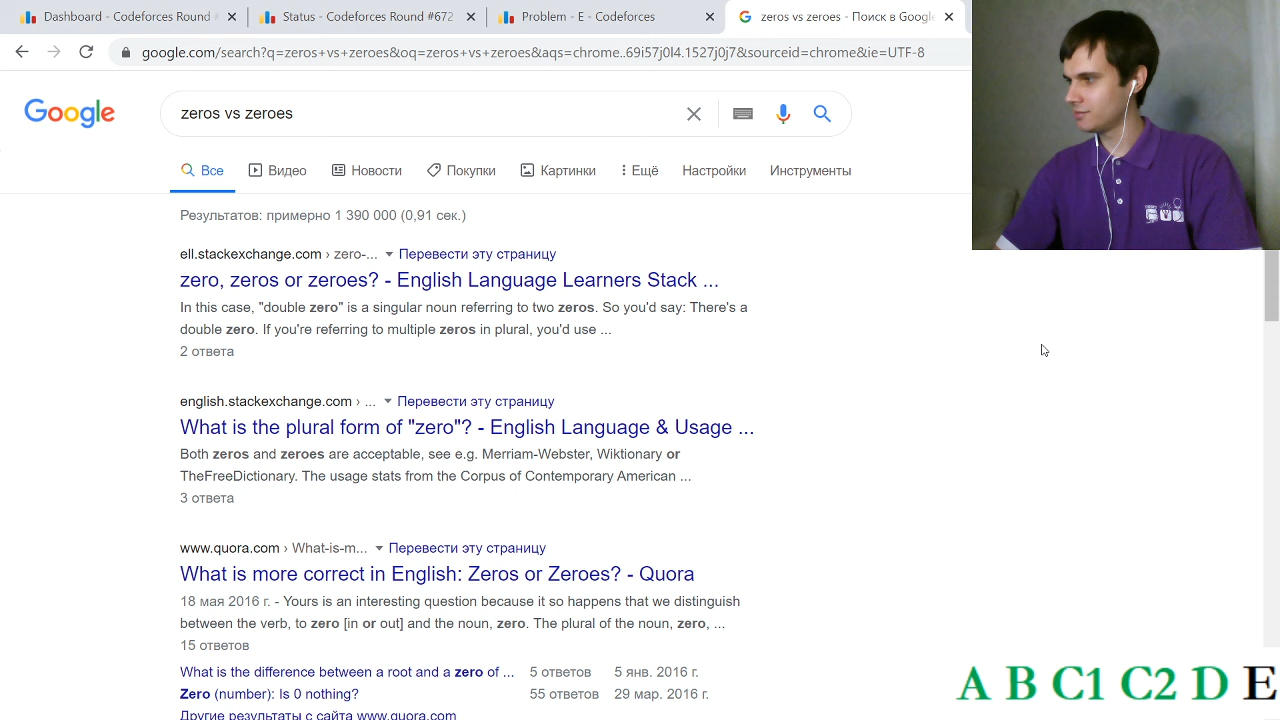 Dashboard - Codeforces Round #
Status - Codeforces Round #672
Problem - E - Codeforces
zeros vs zeroes - Поиск в Google
google.com/search?q=zeros+vs+zeroes&oq=zeros+vs+zeroes&aqs=chrome..69i57j0l4.1527j0j7&sourceid=chrome&ie=UTF-8
Google
zeros vs zeroes
Все Видео Новости Покупки Картинки Ещё Настройки Инструменты
Результатов: примерно 1 390 000 (0,91 сек.)
ell.stackexchange.com › zero-... Перевести эту страницу
zero, zeros or zeroes? - English Language Learners Stack ...
In this case, "double zero" is a singular noun referring to two zeros. So you'd say: There's a
double zero. If you're referring to multiple zeros in plural, you'd use ...
2 ответа
english.stackexchange.com › ... Перевести эту страницу
What is the plural form of "zero"? - English Language & Usage ...
Both zeros and zeroes are acceptable, see e.g. Merriam-Webster, Wiktionary or
TheFreeDictionary. The usage stats from the Corpus of Contemporary American ...
3 ответа
www.quora.com › What-is-m... Перевести эту страницу
What is more correct in English: Zeros or Zeroes? - Quora
18 мая 2016 г. - Yours is an interesting question because it so happens that we distinguish
between the verb, to zero [in or out] and the noun, zero. The plural of the noun, zero, ...
15 ответов
What is the difference between a root and a zero of ... 5 ответов 5 янв. 2016 г.
Zero (number): Is 0 nothing? 55 ответов 29 мар. 2016 г.
Другие результаты с сайта www.quora.com
A B C1 C2 D E